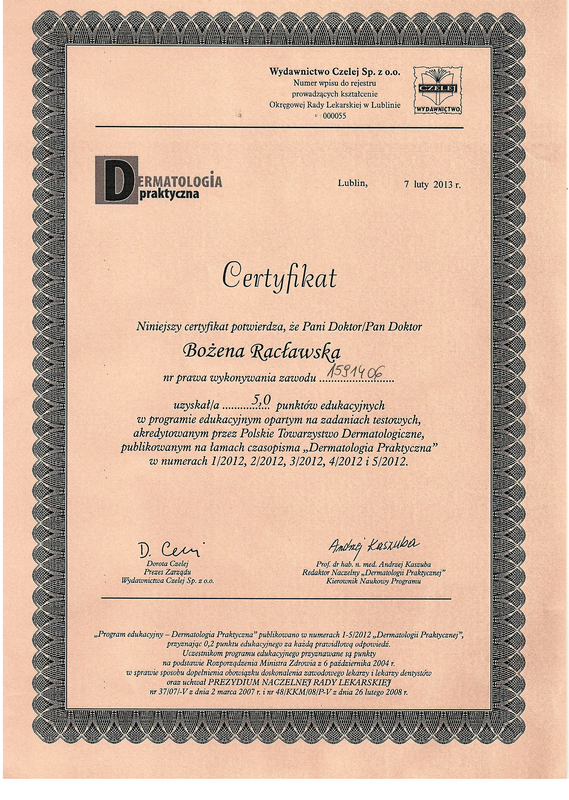 Wydawnictwo Czelej Sp. z o.o.
Numer wpisu do rejestru
prowadzących kształcenie
Okręgowej Rady Lekarskiej w Lublinie
000055
CZELEJ
WYDAWNICTWO
DERMATOLOGIA
praktyczna
Lublin, 7 luty 2013 r.
Certyfikat
Niniejszy certyfikat potwierdza, że Pani Doktor/Pan Doktor
Bożena Racławska
nr prawa wykonywania zawodu 1591406
uzyskał/a 5,0 punktów edukacyjnych
w programie edukacyjnym opartym na zadaniach testowych,
akredytowanym przez Polskie Towarzystwo Dermatologiczne,
publikowanym na łamach czasopisma „Dermatologia Praktyczna”
w numerach 1/2012, 2/2012, 3/2012, 4/2012 i 5/2012.
Andrzej Kaszuba
Dorota Czelej
Prezes Zarządu
Wydawnictwa Czelej Sp. z o.o.
Prof. dr hab. n. med. Andrzej Kaszuba
Redaktor Naczelny „Dermatologii Praktycznej”
Kierownik Naukowy Programu
„Program edukacyjny – Dermatologia Praktyczna” publikowano w numerach 1-5/2012 „Dermatologii Praktycznej”,
przyznając 0,2 punktu edukacyjnego za każdą prawidłową odpowiedź.
Uczestnikom programu edukacyjnego przyznawane są punkty
na podstawie Rozporządzenia Ministra Zdrowia z 6 października 2004 r.
w sprawie sposobu dopełnienia obowiązku doskonalenia zawodowego lekarzy i lekarzy dentystów
oraz uchwał PREZYDIUM NACZELNEJ RADY LEKARSKIEJ
nr 37/07/-V z dnia 2 marca 2007 r. i nr 48/KKM/08/P-V z dnia 26 lutego 2008 r.